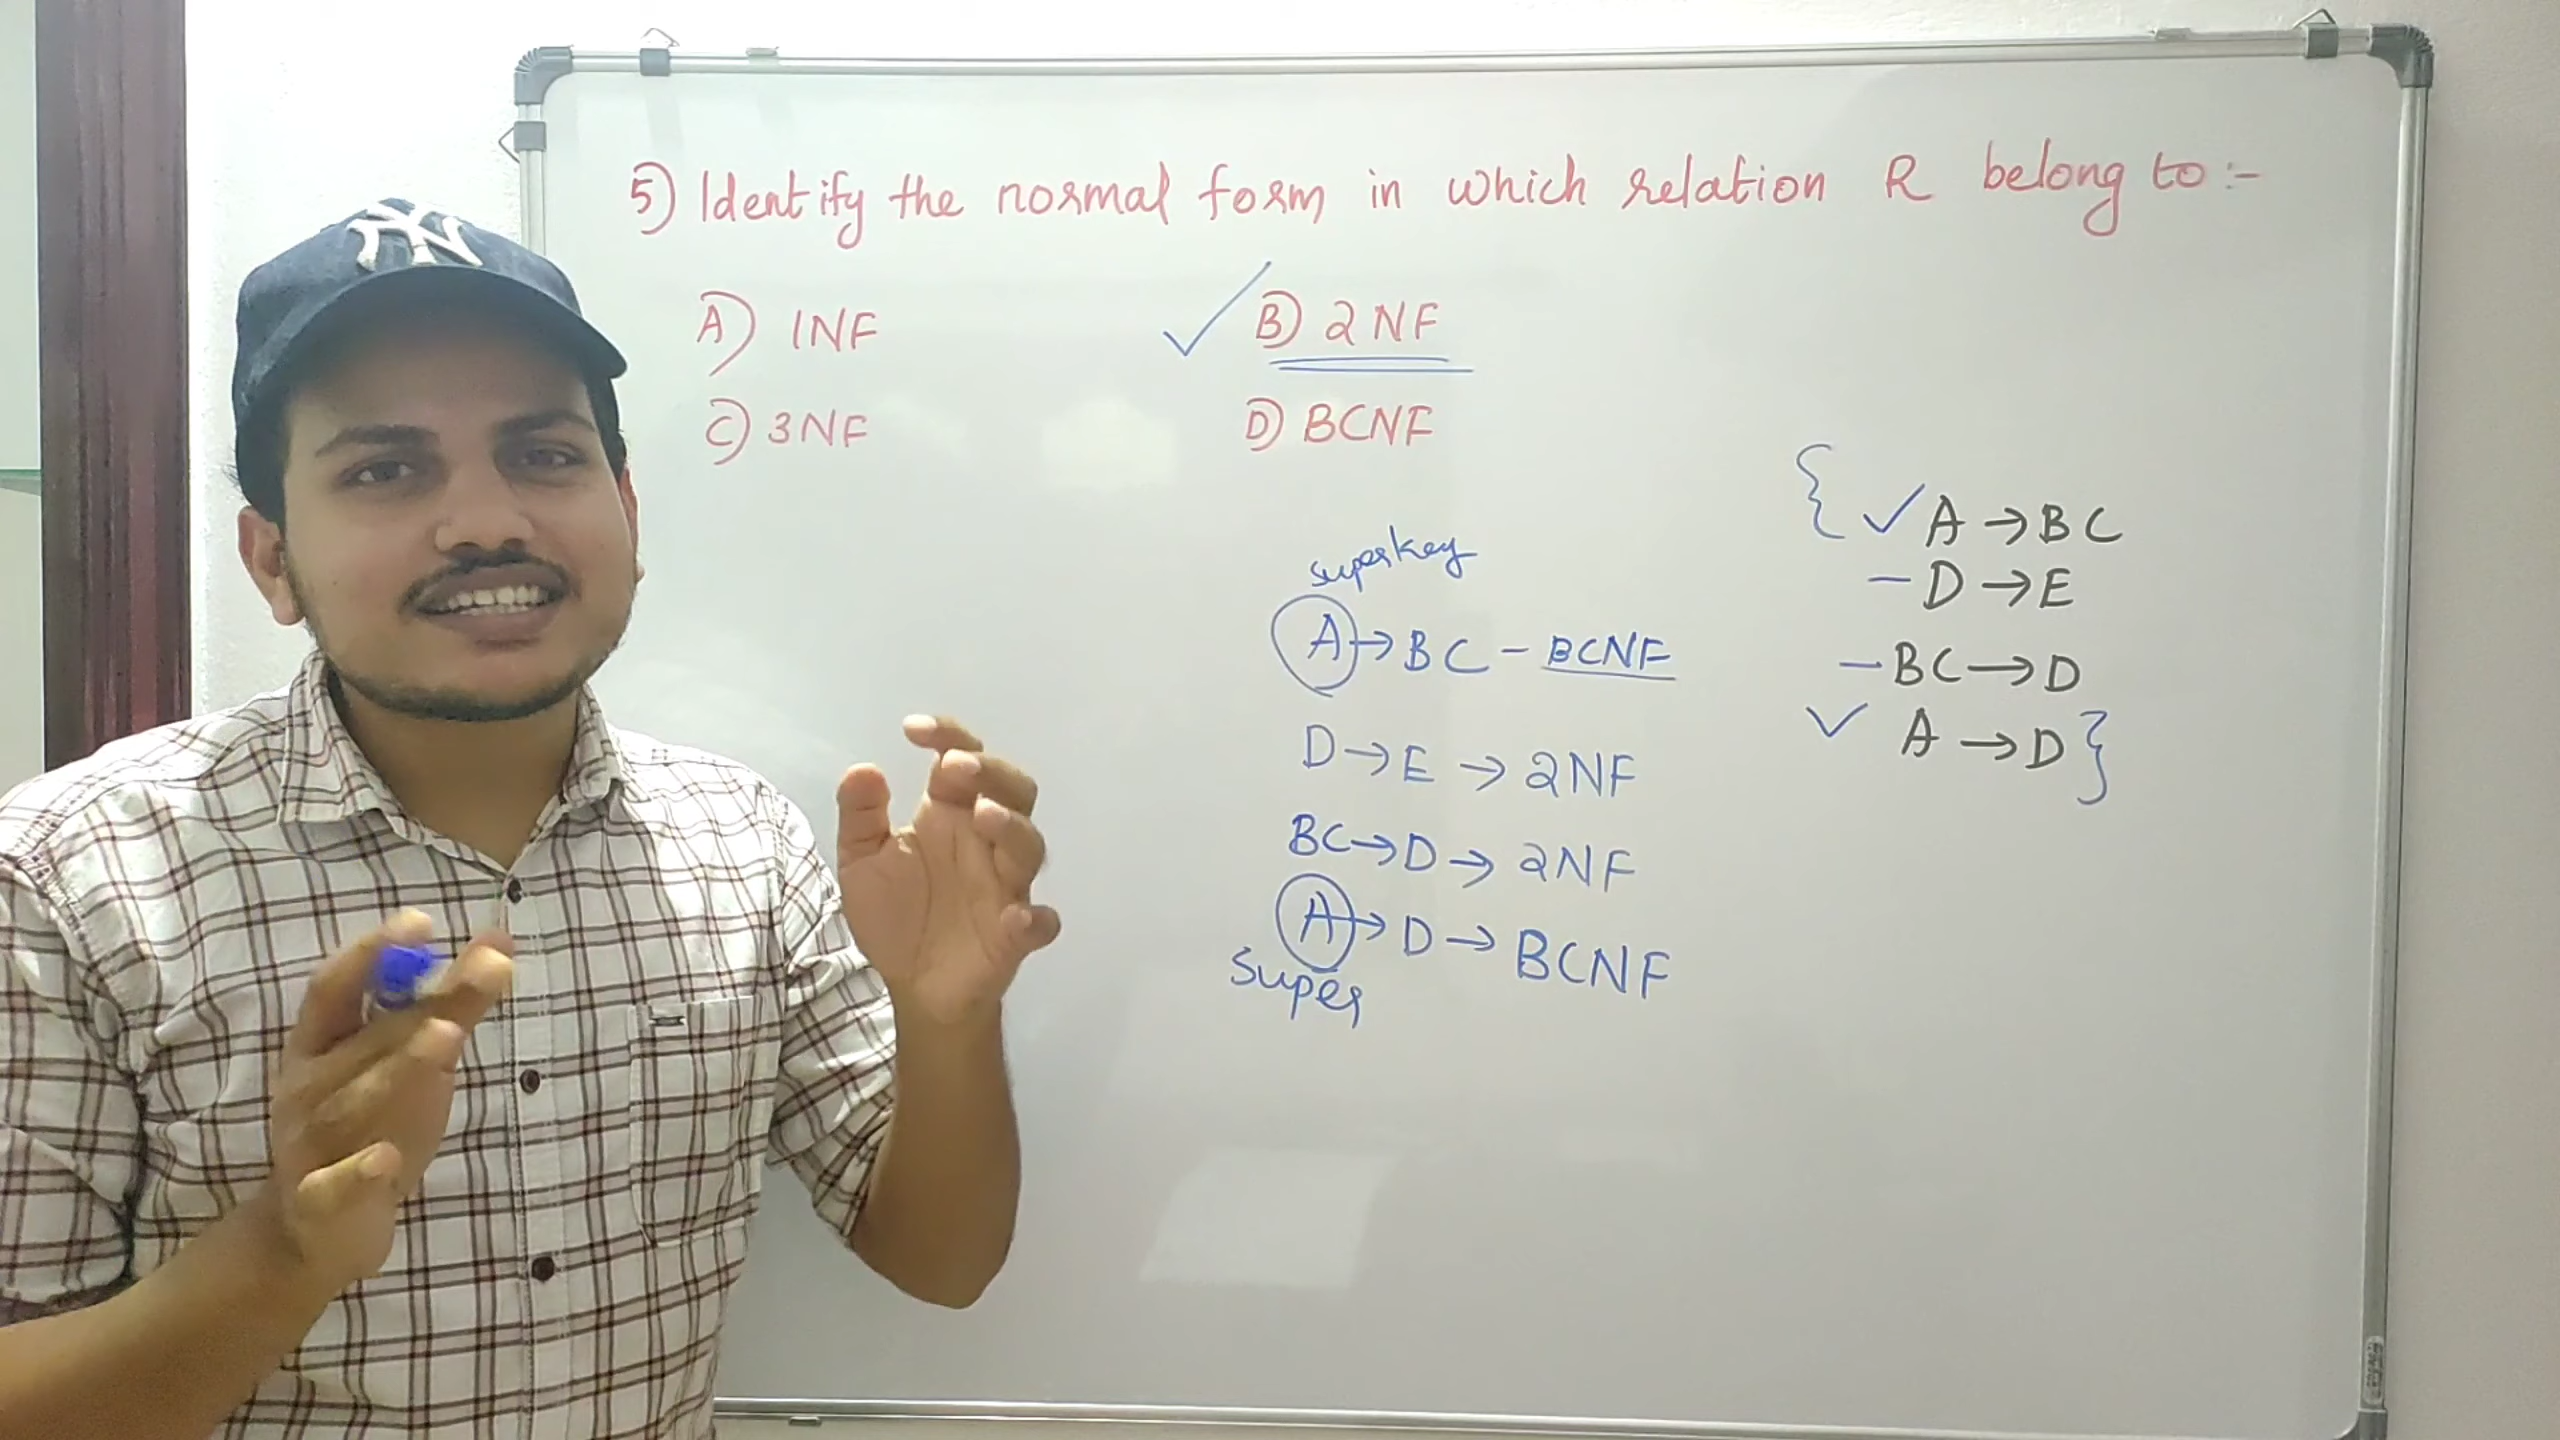 NY
5) Identify the normal form in which relation R belong to :-
A) 1NF
✓ B) 2NF
C) 3NF
D) BCNF
superkey
A → BC - BCNF
D → E → 2NF
BC → D → 2NF
A → D → BCNF
Super
{ ✓ A → BC
- D → E
- BC → D
✓ A → D }